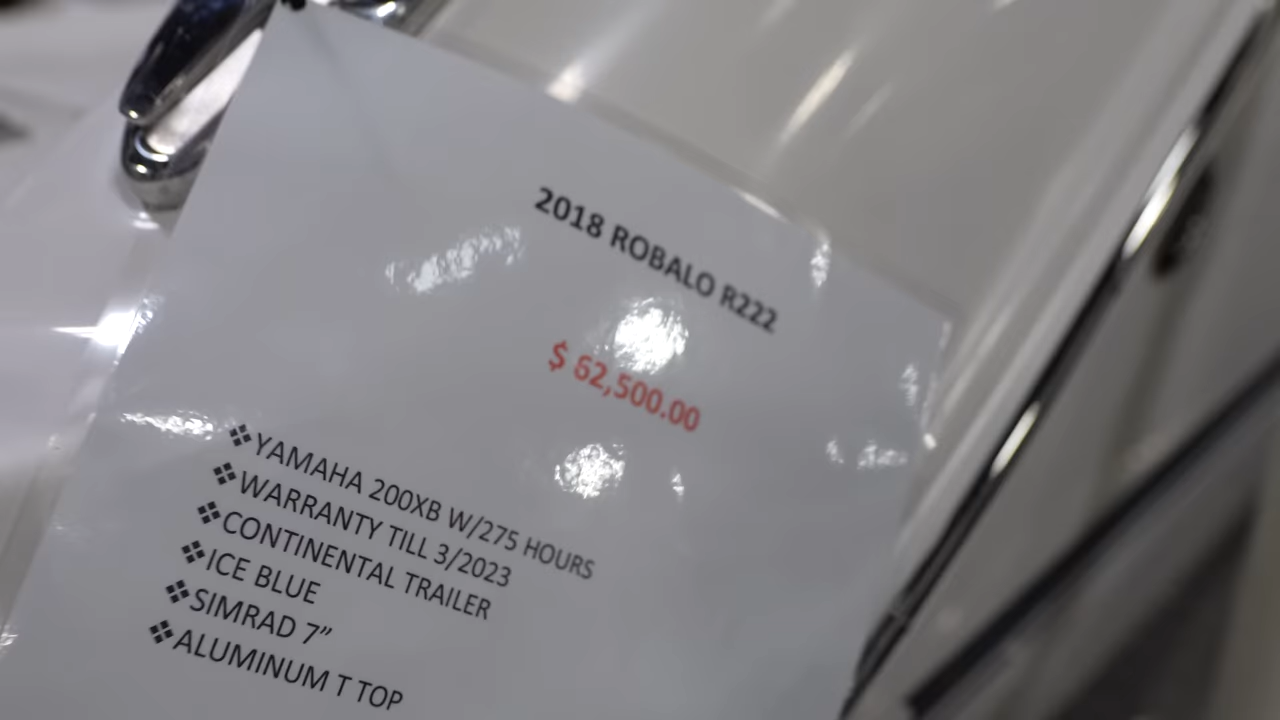 2018 ROBALO R222
$ 62,500.00
❖YAMAHA 200XB W/275 HOURS
❖WARRANTY TILL 3/2023
❖CONTINENTAL TRAILER
❖ICE BLUE
❖SIMRAD 7”
❖ALUMINUM T TOP